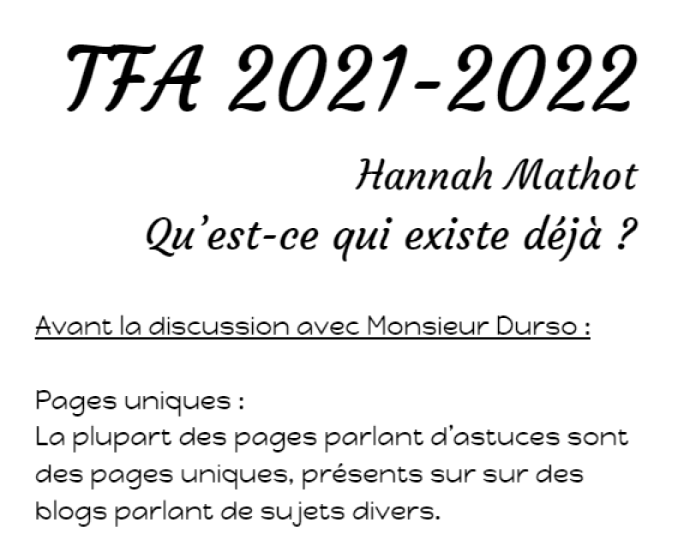 TFA 2021-2022
Hannah Mathot
Qu'est-ce qui existe déjà ?
Avant la discussion avec Monsieur Durso :
Pages uniques :
La plupart des pages parlant d'astuces sont
des pages uniques, présents sur sur des
blogs parlant de sujets divers.